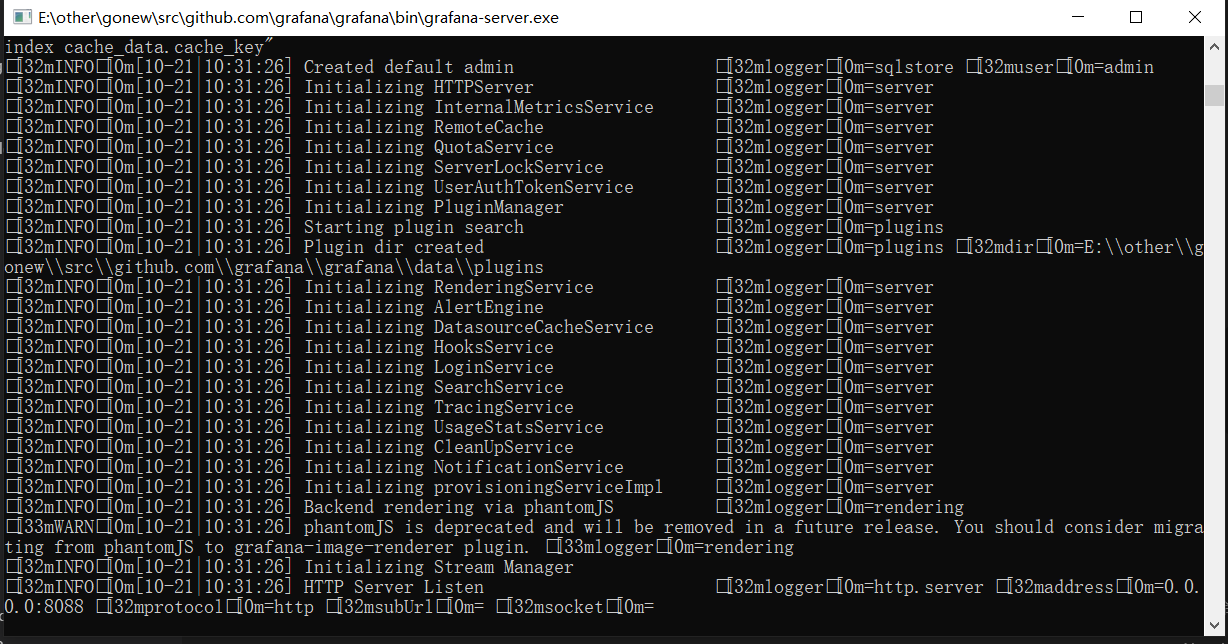 E:\other\gonew\src\github.com\grafana\grafana\bin\grafana-server.exe
index cache_data.cache_key"
□[32mINFO□[0m[10-21|10:31:26] Created default admin □[32mlogger□[0m=sqlstore □[32muser□[0m=admin
□[32mINFO□[0m[10-21|10:31:26] Initializing HTTPServer □[32mlogger□[0m=server
□[32mINFO□[0m[10-21|10:31:26] Initializing InternalMetricsService □[32mlogger□[0m=server
□[32mINFO□[0m[10-21|10:31:26] Initializing RemoteCache □[32mlogger□[0m=server
□[32mINFO□[0m[10-21|10:31:26] Initializing QuotaService □[32mlogger□[0m=server
□[32mINFO□[0m[10-21|10:31:26] Initializing ServerLockService □[32mlogger□[0m=server
□[32mINFO□[0m[10-21|10:31:26] Initializing UserAuthTokenService □[32mlogger□[0m=server
□[32mINFO□[0m[10-21|10:31:26] Initializing PluginManager □[32mlogger□[0m=server
□[32mINFO□[0m[10-21|10:31:26] Starting plugin search □[32mlogger□[0m=plugins
□[32mINFO□[0m[10-21|10:31:26] Plugin dir created □[32mlogger□[0m=plugins □[32mdir□[0m=E:\\other\\g
onew\\src\\github.com\\grafana\\grafana\\data\\plugins
□[32mINFO□[0m[10-21|10:31:26] Initializing RenderingService □[32mlogger□[0m=server
□[32mINFO□[0m[10-21|10:31:26] Initializing AlertEngine □[32mlogger□[0m=server
□[32mINFO□[0m[10-21|10:31:26] Initializing DatasourceCacheService □[32mlogger□[0m=server
□[32mINFO□[0m[10-21|10:31:26] Initializing HooksService □[32mlogger□[0m=server
□[32mINFO□[0m[10-21|10:31:26] Initializing LoginService □[32mlogger□[0m=server
□[32mINFO□[0m[10-21|10:31:26] Initializing SearchService □[32mlogger□[0m=server
□[32mINFO□[0m[10-21|10:31:26] Initializing TracingService □[32mlogger□[0m=server
□[32mINFO□[0m[10-21|10:31:26] Initializing UsageStatsService □[32mlogger□[0m=server
□[32mINFO□[0m[10-21|10:31:26] Initializing CleanUpService □[32mlogger□[0m=server
□[32mINFO□[0m[10-21|10:31:26] Initializing NotificationService □[32mlogger□[0m=server
□[32mINFO□[0m[10-21|10:31:26] Initializing provisioningServiceImpl □[32mlogger□[0m=server
□[32mINFO□[0m[10-21|10:31:26] Backend rendering via phantomJS □[32mlogger□[0m=rendering
□[33mWARN□[0m[10-21|10:31:26] phantomJS is deprecated and will be removed in a future release. You should consider migra
ting from phantomJS to grafana-image-renderer plugin. □[33mlogger□[0m=rendering
□[32mINFO□[0m[10-21|10:31:26] Initializing Stream Manager
□[32mINFO□[0m[10-21|10:31:26] HTTP Server Listen □[32mlogger□[0m=http.server □[32maddress□[0m=0.0.
0.0:8088 □[32mprotocol□[0m=http □[32msubUrl□[0m= □[32msocket□[0m=